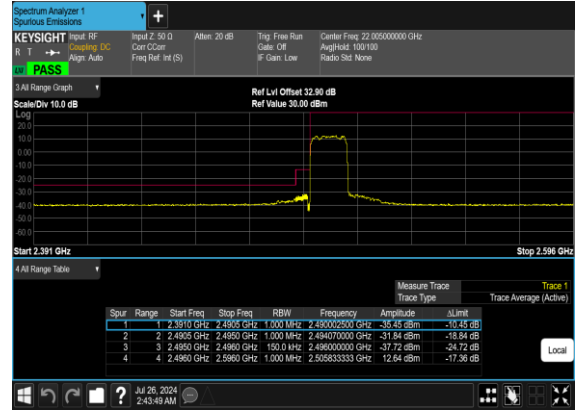 Spectrum Analyzer 1
Spurious Emissions
+
KEYSIGHT Input: RF Input Z: 50 Ω Atten: 20 dB Trig: Free Run Center Freq: 22.005000000 GHz
R T Coupling: DC Corr CCorr Gate: Off Avg|Hold: 100/100
Align: Auto Freq Ref: Int (S) IF Gain: Low Radio Std: None
PASS
3 All Range Graph
Ref Lvl Offset 32.90 dB
Scale/Div 10.0 dB Ref Value 30.00 dBm
Log
20.0
10.0
0.00
-10.0
-20.0
-30.0
-40.0
-50.0
-60.0
Start 2.391 GHz Stop 2.596 GHz
4 All Range Table
Measure Trace Trace 1
Trace Type Trace Average (Active)
Spur Range Start Freq Stop Freq RBW Frequency Amplitude ΔLimit
1 1 2.3910 GHz 2.4905 GHz 1.000 MHz 2.490002500 GHz -35.45 dBm -10.45 dB
2 2 2.4905 GHz 2.4950 GHz 1.000 MHz 2.494070000 GHz -31.84 dBm -18.84 dB
3 3 2.4950 GHz 2.4960 GHz 150.0 kHz 2.496000000 GHz -37.72 dBm -24.72 dB
4 4 2.4960 GHz 2.5960 GHz 1.000 MHz 2.505833333 GHz 12.64 dBm -17.36 dB
Local
? Jul 26, 2024
2:43:49 AM